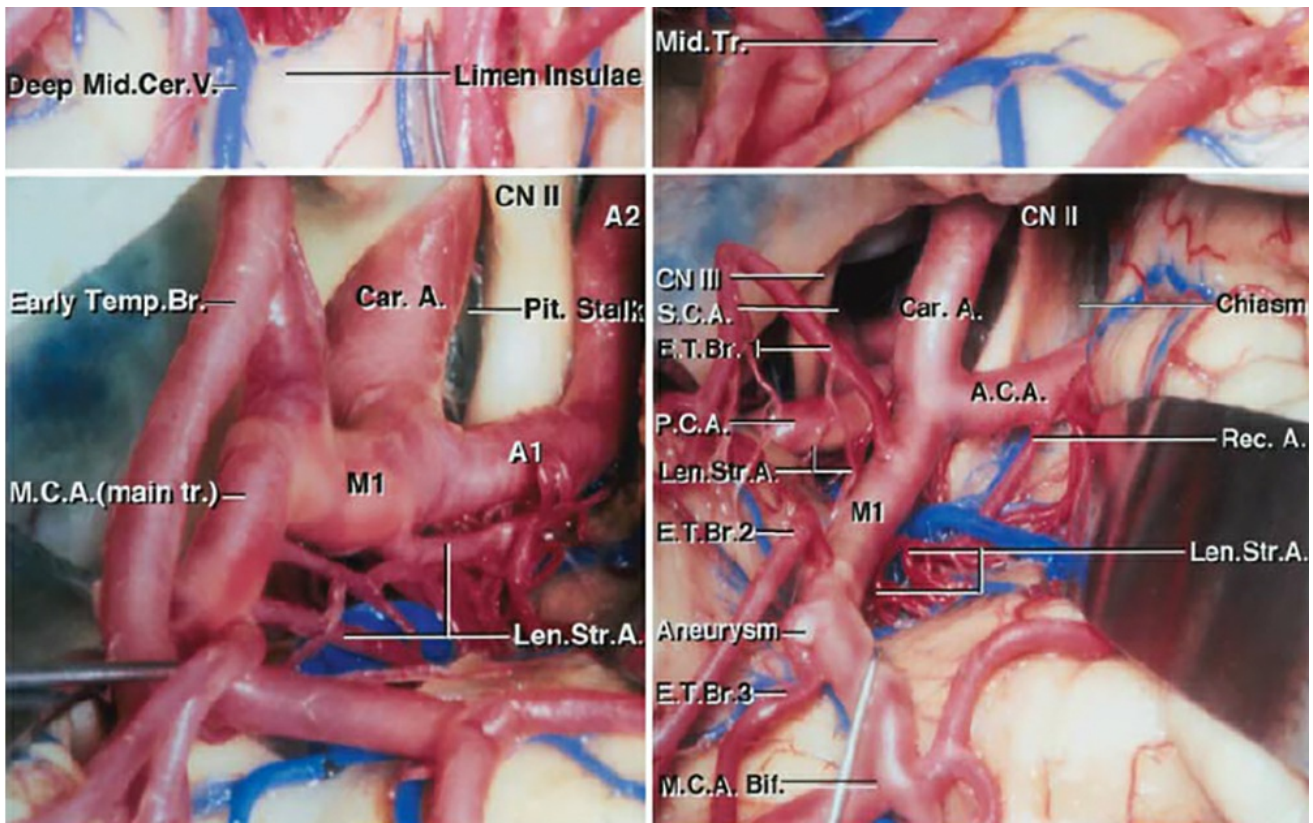 Deep Mid.Cer.V.
Limen Insulae
Mid.Tr.
CN II
A2
Early Temp.Br.
Car. A.
Pit. Stalk
A1
M1
M.C.A.(main tr.)
Len.Str.A.
CN II
CN III
S.C.A.
Car. A.
Chiasm
E.T.Br. 1
A.C.A.
P.C.A.
Rec. A.
Len.Str.A.
M1
E.T.Br.2
Len.Str.A.
Aneurysm
E.T.Br.3
M.C.A. Bif.